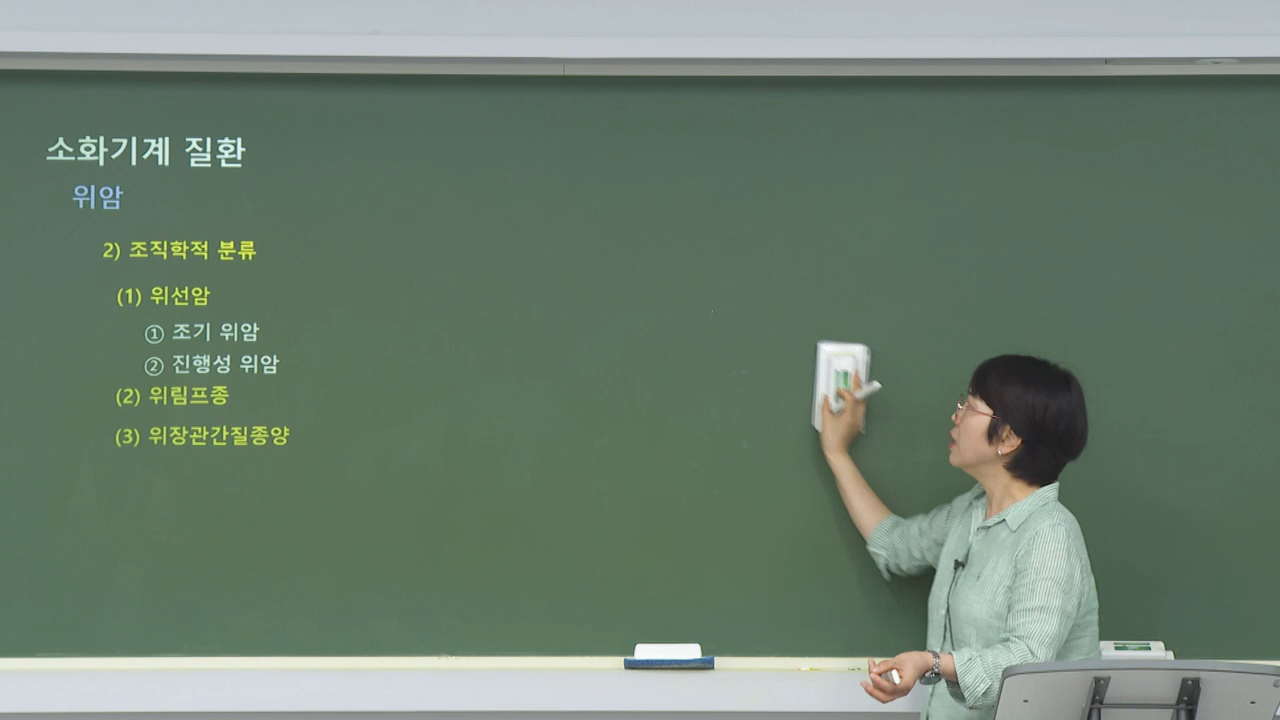 소화기계 질환
위암
2) 조직학적 분류
(1) 위선암
① 조기 위암
② 진행성 위암
(2) 위림프종
(3) 위장관간질종양